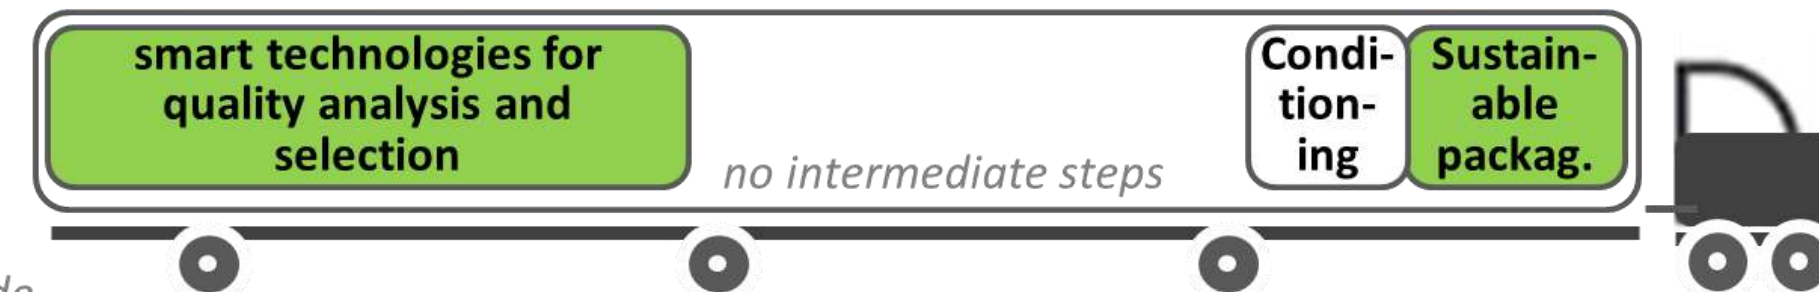 smart technologies for
quality analysis and
selection
no intermediate steps
Condi-
tion-
ing
Sustain-
able
packag.